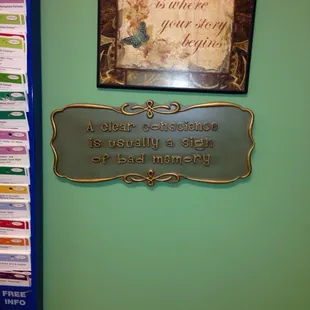 is where
your story
begins
A clear conscience
is usually a sign
of bad memory
FREE
INFO